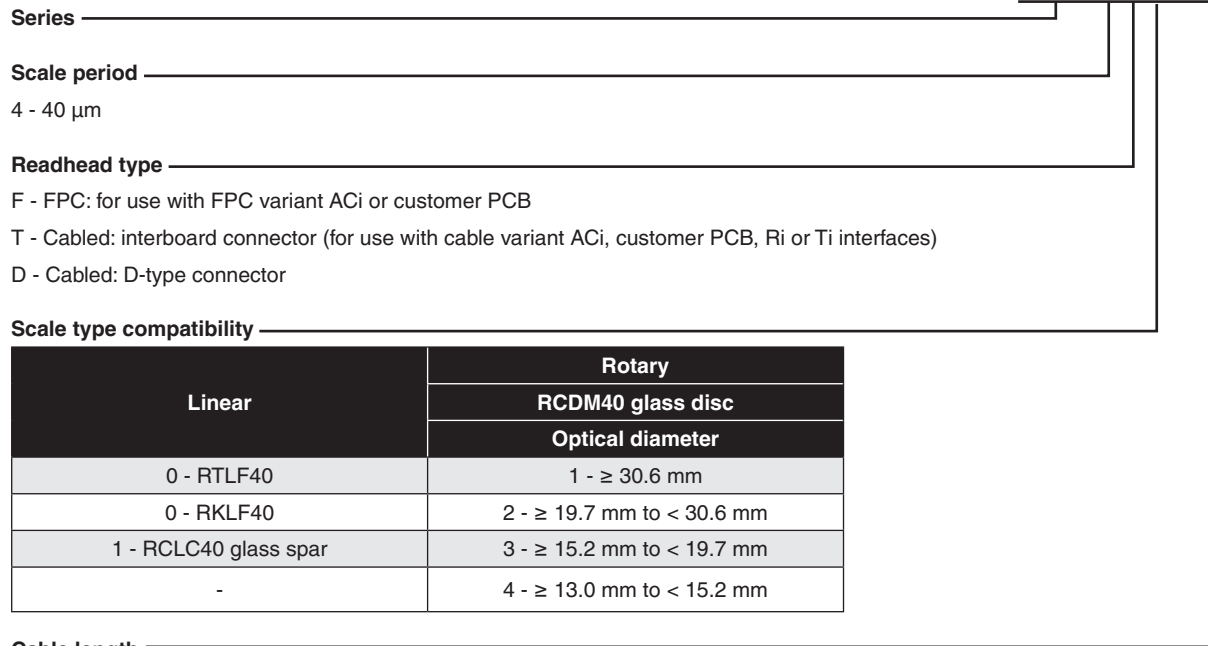 Series
Scale period
4 - 40 µm
Readhead type
F - FPC: for use with FPC variant ACi or customer PCB
T - Cabled: interboard connector (for use with cable variant ACi, customer PCB, Ri or Ti interfaces)
D - Cabled: D-type connector
Scale type compatibility
Linear
Rotary
RCDM40 glass disc
Optical diameter
0 - RTLF40
1 - ≥ 30.6 mm
0 - RKLF40
2 - ≥ 19.7 mm to < 30.6 mm
1 - RCLC40 glass spar
3 - ≥ 15.2 mm to < 19.7 mm
-
4 - ≥ 13.0 mm to < 15.2 mm
Cable length